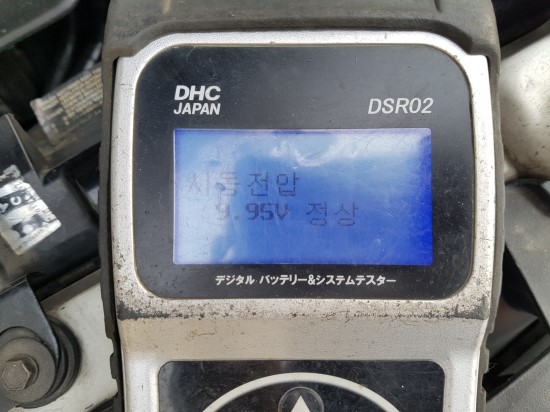 DHC
JAPAN
DSR02
시동전압
9.95V 정상
デジタル バッテリー&システムテスター